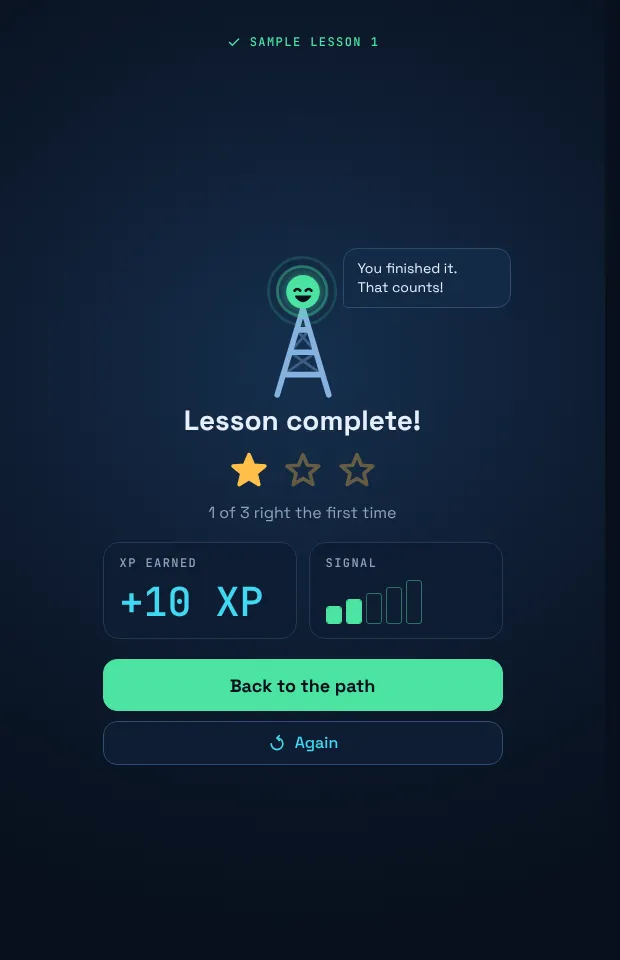 SAMPLE LESSON 1
You finished it.
That counts!
Lesson complete!
1 of 3 right the first time
XP EARNED
+10 XP
SIGNAL
Back to the path
Again